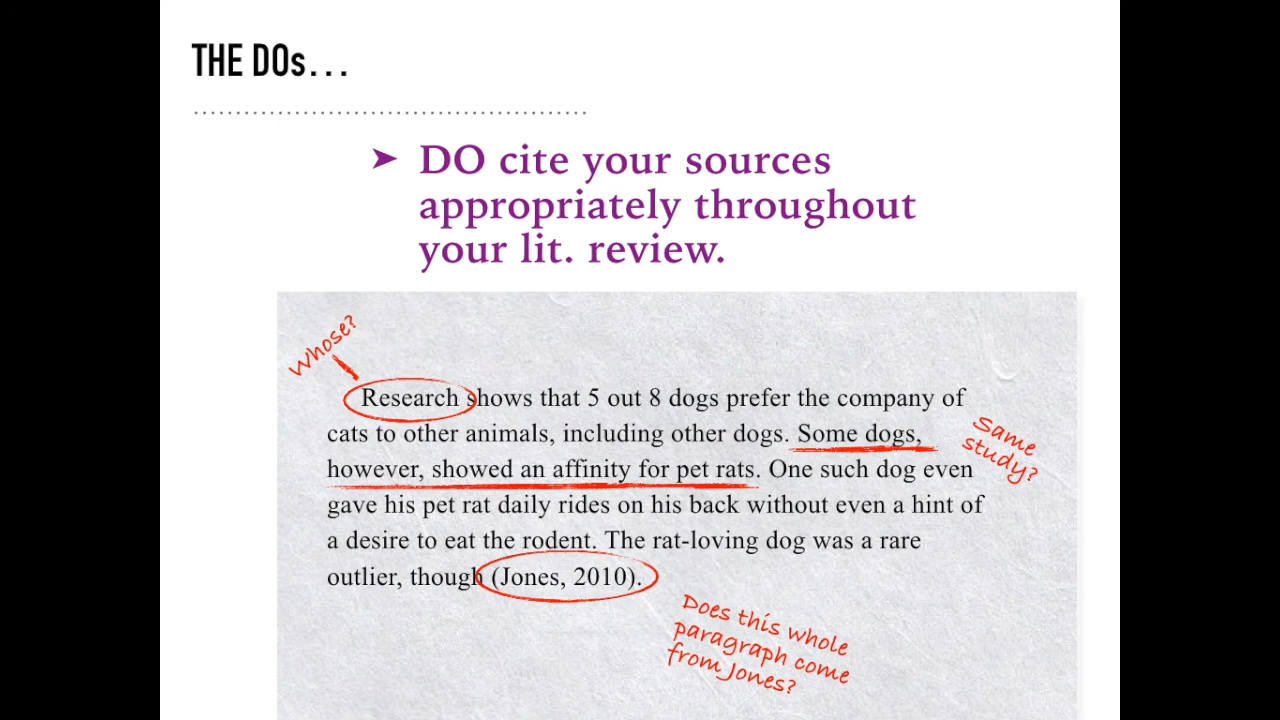 THE DOs...
➤ DO cite your sources
appropriately throughout
your lit. review.
Whose?
Research shows that 5 out 8 dogs prefer the company of
cats to other animals, including other dogs. Some dogs,
however, showed an affinity for pet rats. One such dog even
gave his pet rat daily rides on his back without even a hint of
a desire to eat the rodent. The rat-loving dog was a rare
outlier, though (Jones, 2010).
Same
study?
Does this whole
paragraph come
from Jones?